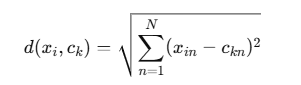 d(x_i, c_k) = \sqrt{\sum_{n=1}^{N} (x_{in} - c_{kn})^2}